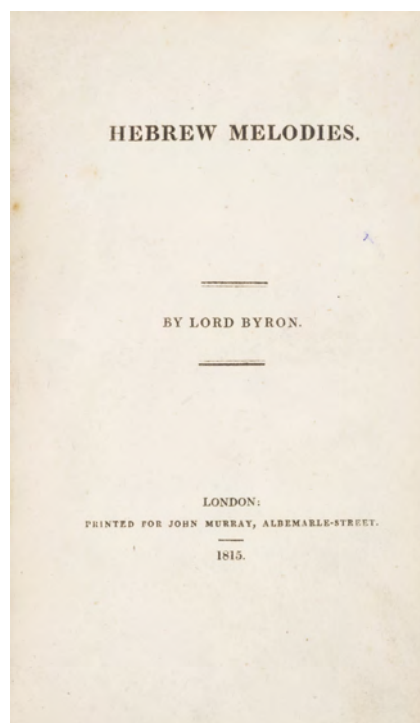 HEBREW MELODIES.
BY LORD BYRON.
LONDON:
PRINTED FOR JOHN MURRAY, ALBEMARLE-STREET.
1815.